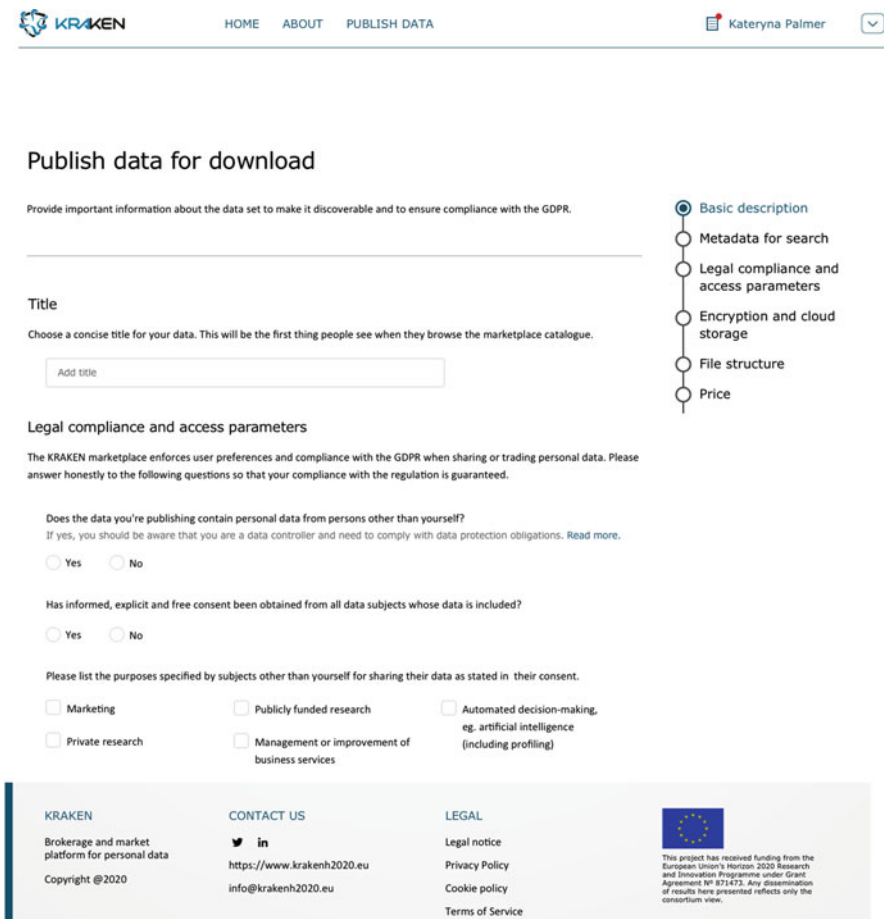 KRAKEN
HOME ABOUT PUBLISH DATA
Kateryna Palmer
Publish data for download
Provide important information about the data set to make it discoverable and to ensure compliance with the GDPR.
Basic description
Metadata for search
Legal compliance and
access parameters
Encryption and cloud
storage
File structure
Price
Title
Choose a concise title for your data. This will be the first thing people see when they browse the marketplace catalogue.
Add title
Legal compliance and access parameters
The KRAKEN marketplace enforces user preferences and compliance with the GDPR when sharing or trading personal data. Please
answer honestly to the following questions so that your compliance with the regulation is guaranteed.
Does the data you're publishing contain personal data from persons other than yourself?
If yes, you should be aware that you are a data controller and need to comply with data protection obligations. Read more.
Yes No
Has informed, explicit and free consent been obtained from all data subjects whose data is included?
Yes No
Please list the purposes specified by subjects other than yourself for sharing their data as stated in their consent.
Marketing
Private research
Publicly funded research
Management or improvement of
business services
Automated decision-making,
eg. artificial intelligence
(including profiling)
KRAKEN
Brokerage and market
platform for personal data
Copyright @2020
CONTACT US
https://www.krakenh2020.eu
info@krakenh2020.eu
LEGAL
Legal notice
Privacy Policy
Cookie policy
Terms of Service
This project has received funding from the
European Union's Horizon 2020 Research
and Innovation Programme under Grant
Agreement Nº 871473. Any dissemination
of results here presented reflects only the
consortium view.